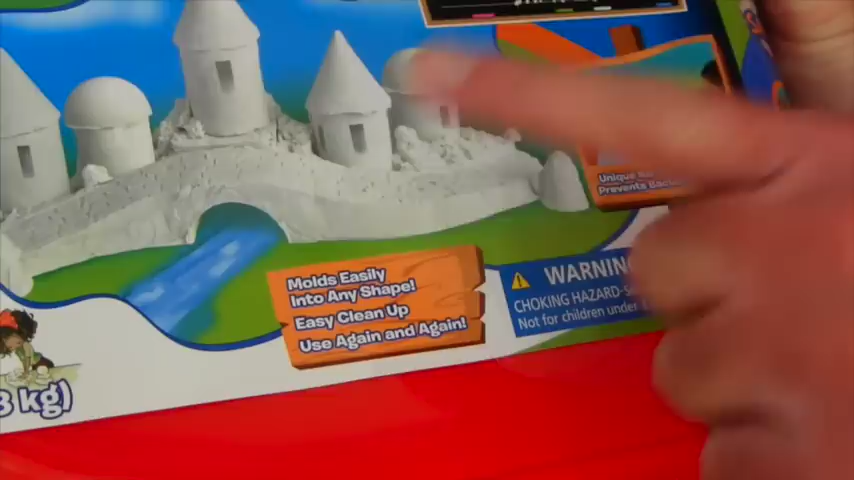 Unique
Prevents
Molds Easily
Into Any Shape!
Easy Clean Up
Use Again and Again!
WARNIN
CHOKING HAZARD-S
Not for children under
3 kg)